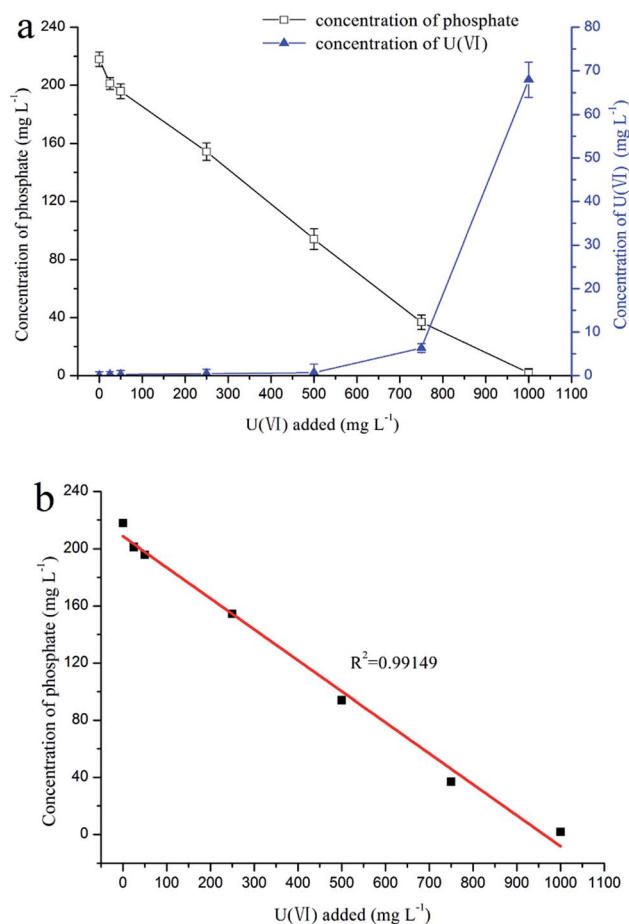 a
concentration of phosphate
concentration of U(VI)
240
200
160
120
80
40
0
Concentration of phosphate (mg L⁻¹)
80
70
60
50
40
30
20
10
0
Concentration of U(VI) (mg L⁻¹)
0 100 200 300 400 500 600 700 800 900 1000 1100
U(VI) added (mg L⁻¹)
b
240
200
160
120
80
40
0
Concentration of phosphate (mg L⁻¹)
R²=0.99149
0 100 200 300 400 500 600 700 800 900 1000 1100
U(VI) added (mg L⁻¹)